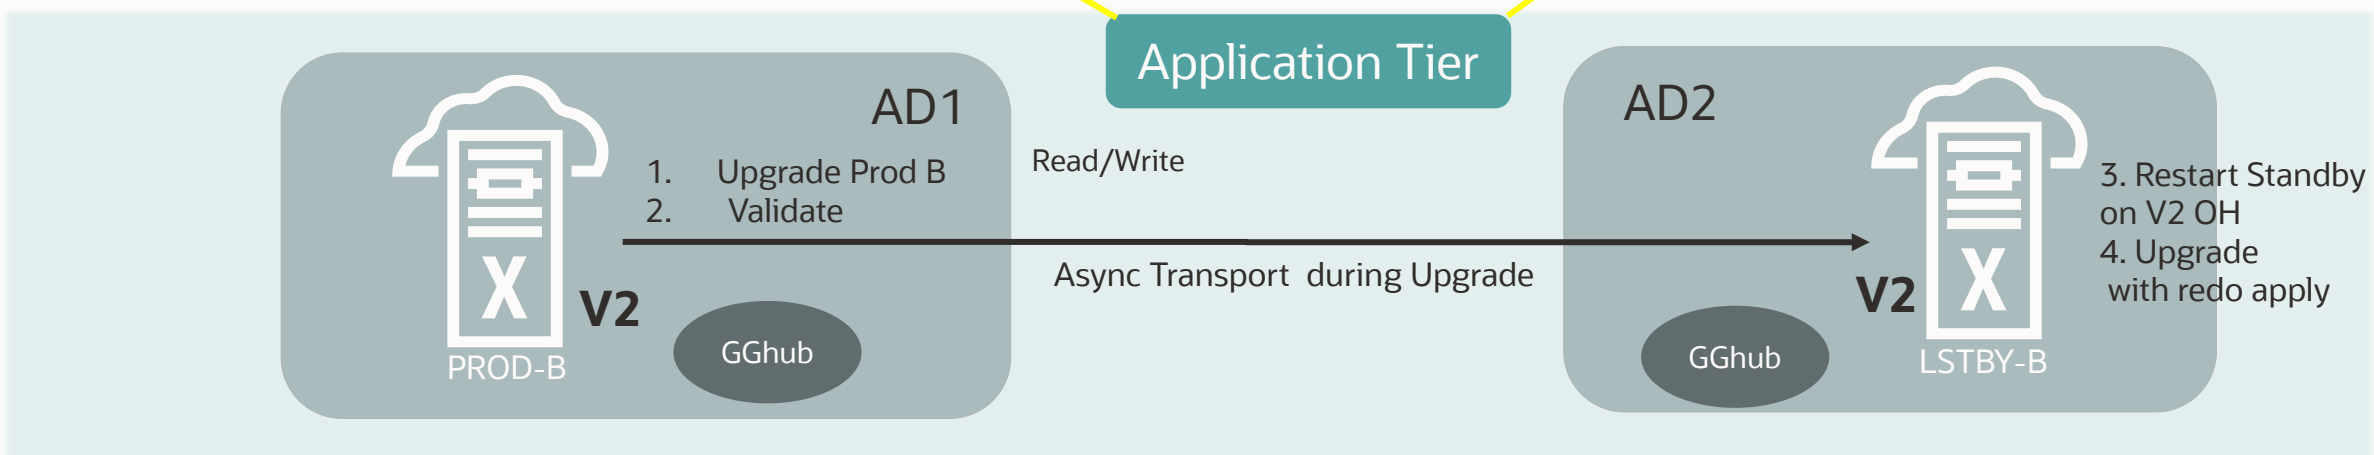 Application Tier
AD1
AD2
1. Upgrade Prod B
2. Validate
Read/Write
3. Restart Standby
on V2 OH
4. Upgrade
with redo apply
Async Transport during Upgrade
V2
V2
GGhub
GGhub
PROD-B
LSTBY-B